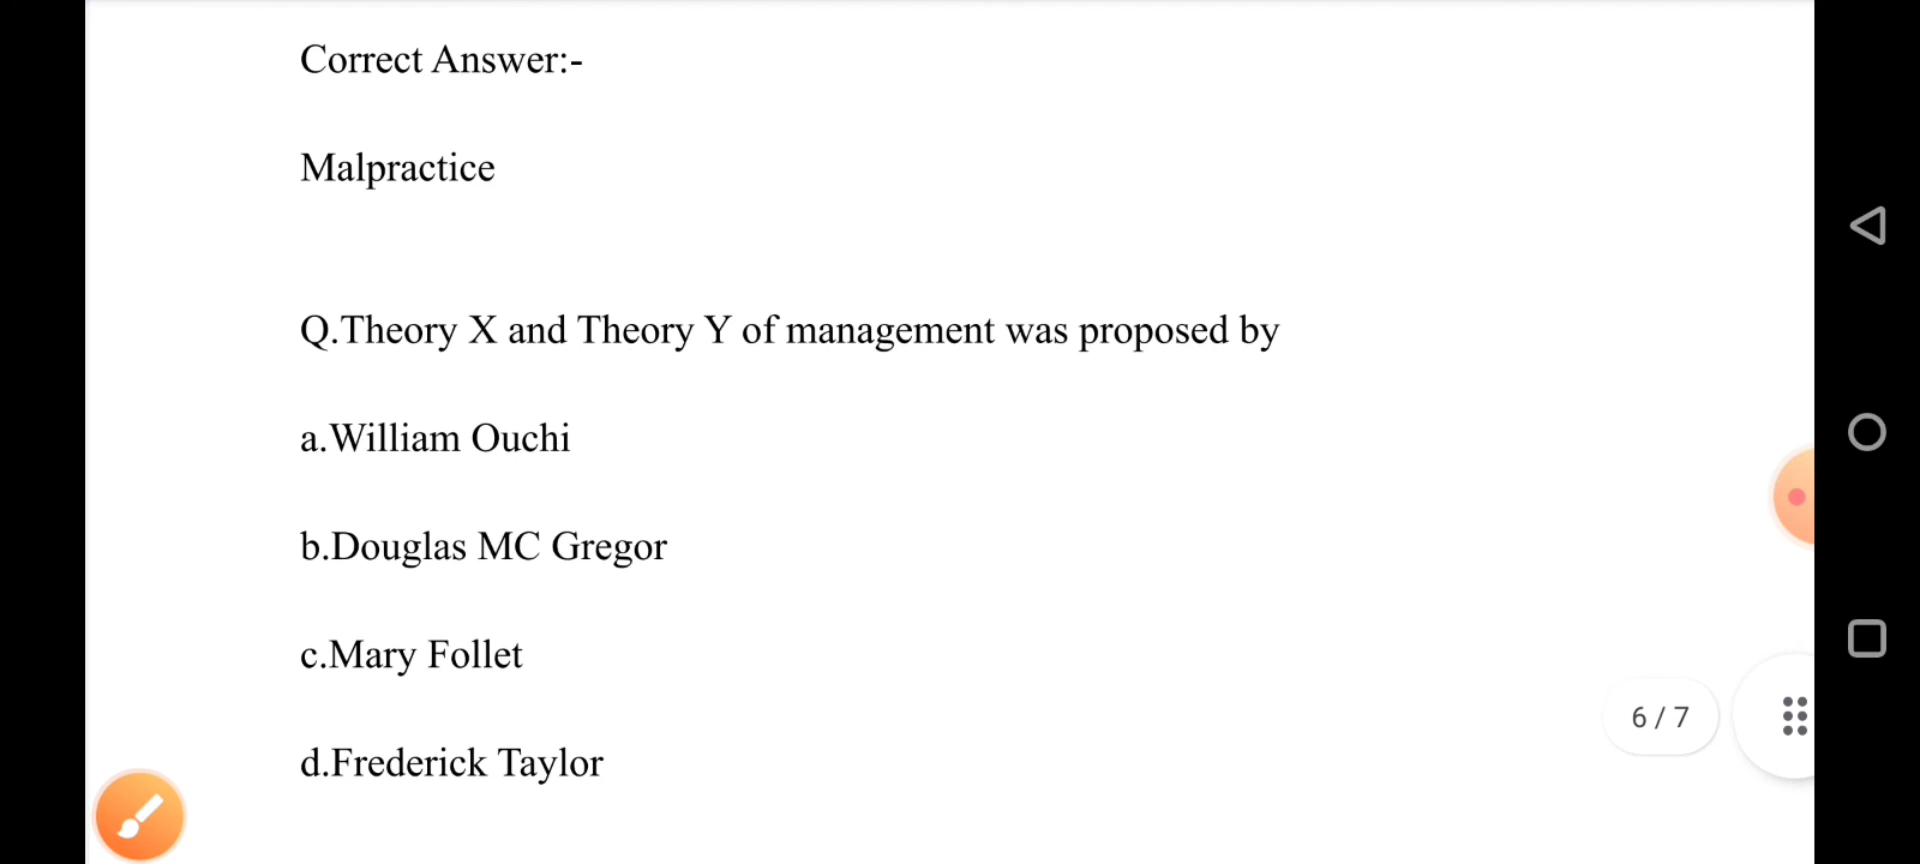 Correct Answer:-
Malpractice
Q.Theory X and Theory Y of management was proposed by
a.William Ouchi
b.Douglas MC Gregor
c.Mary Follet
6 / 7
d.Frederick Taylor